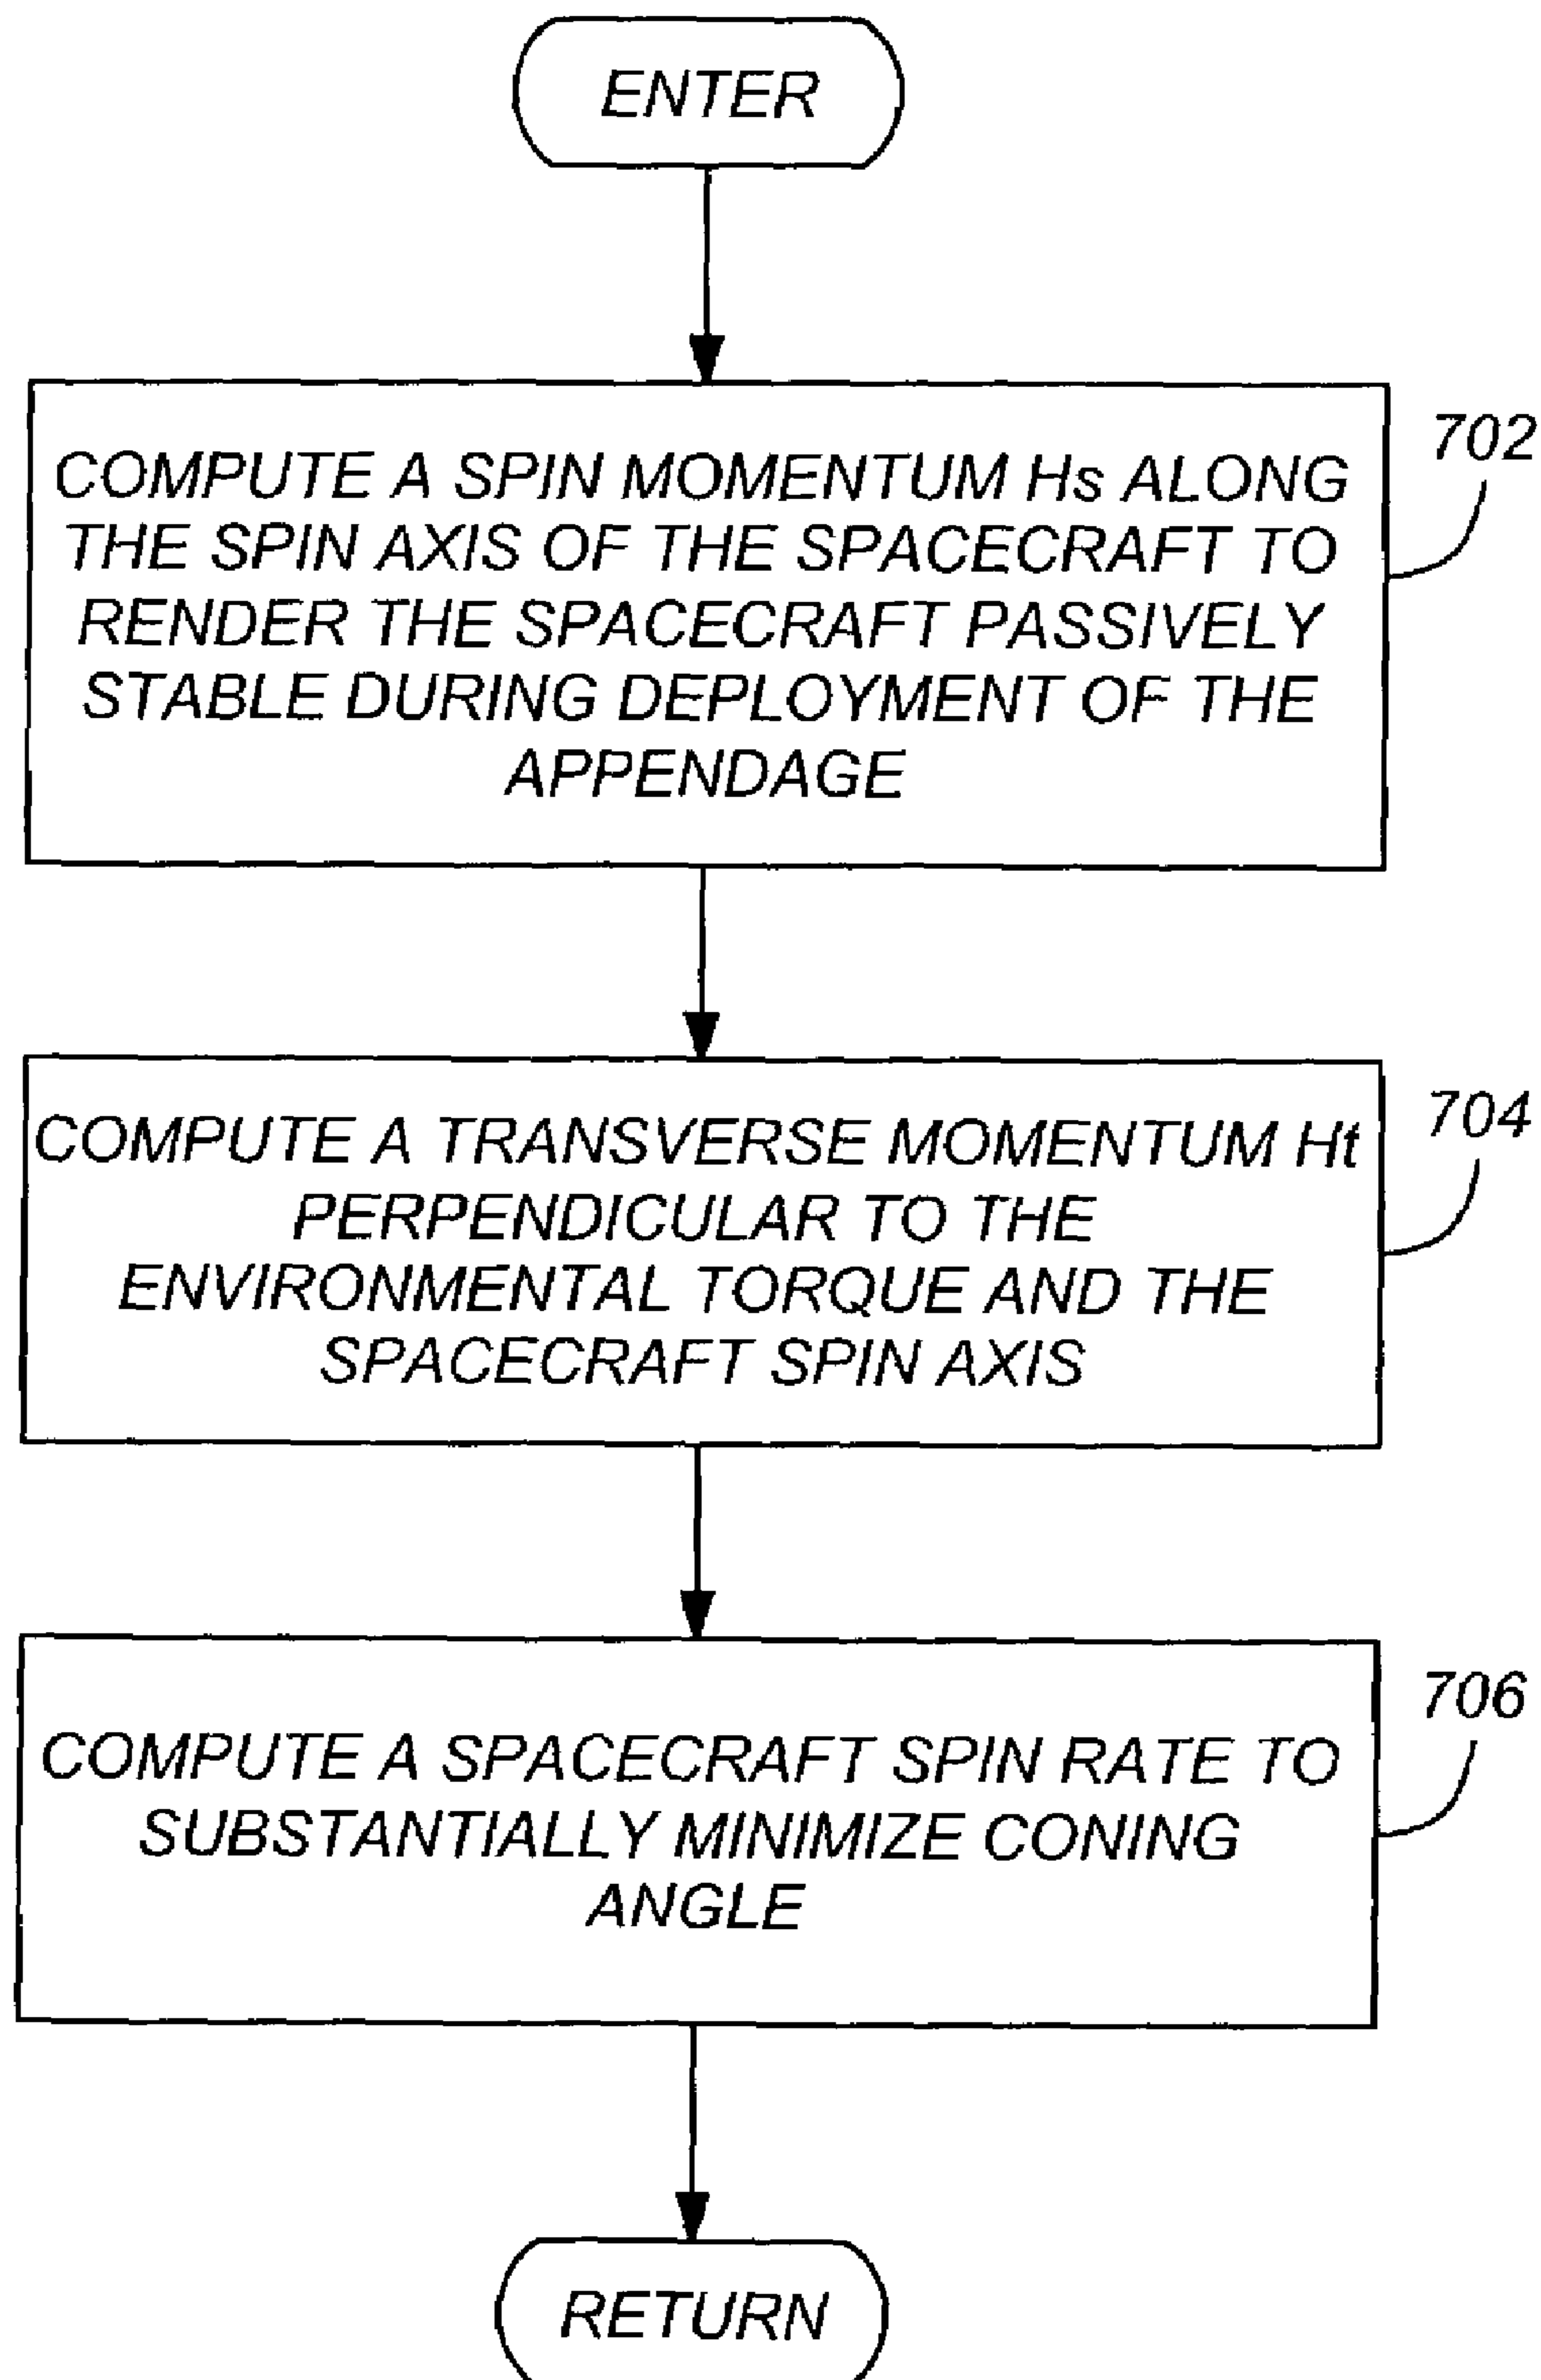 ENTER
COMPUTE A SPIN MOMENTUM Hs ALONG
THE SPIN AXIS OF THE SPACECRAFT TO
RENDER THE SPACECRAFT PASSIVELY
STABLE DURING DEPLOYMENT OF THE
APPENDAGE
702
COMPUTE A TRANSVERSE MOMENTUM Ht
PERPENDICULAR TO THE
ENVIRONMENTAL TORQUE AND THE
SPACECRAFT SPIN AXIS
704
COMPUTE A SPACECRAFT SPIN RATE TO
SUBSTANTIALLY MINIMIZE CONING
ANGLE
706
RETURN